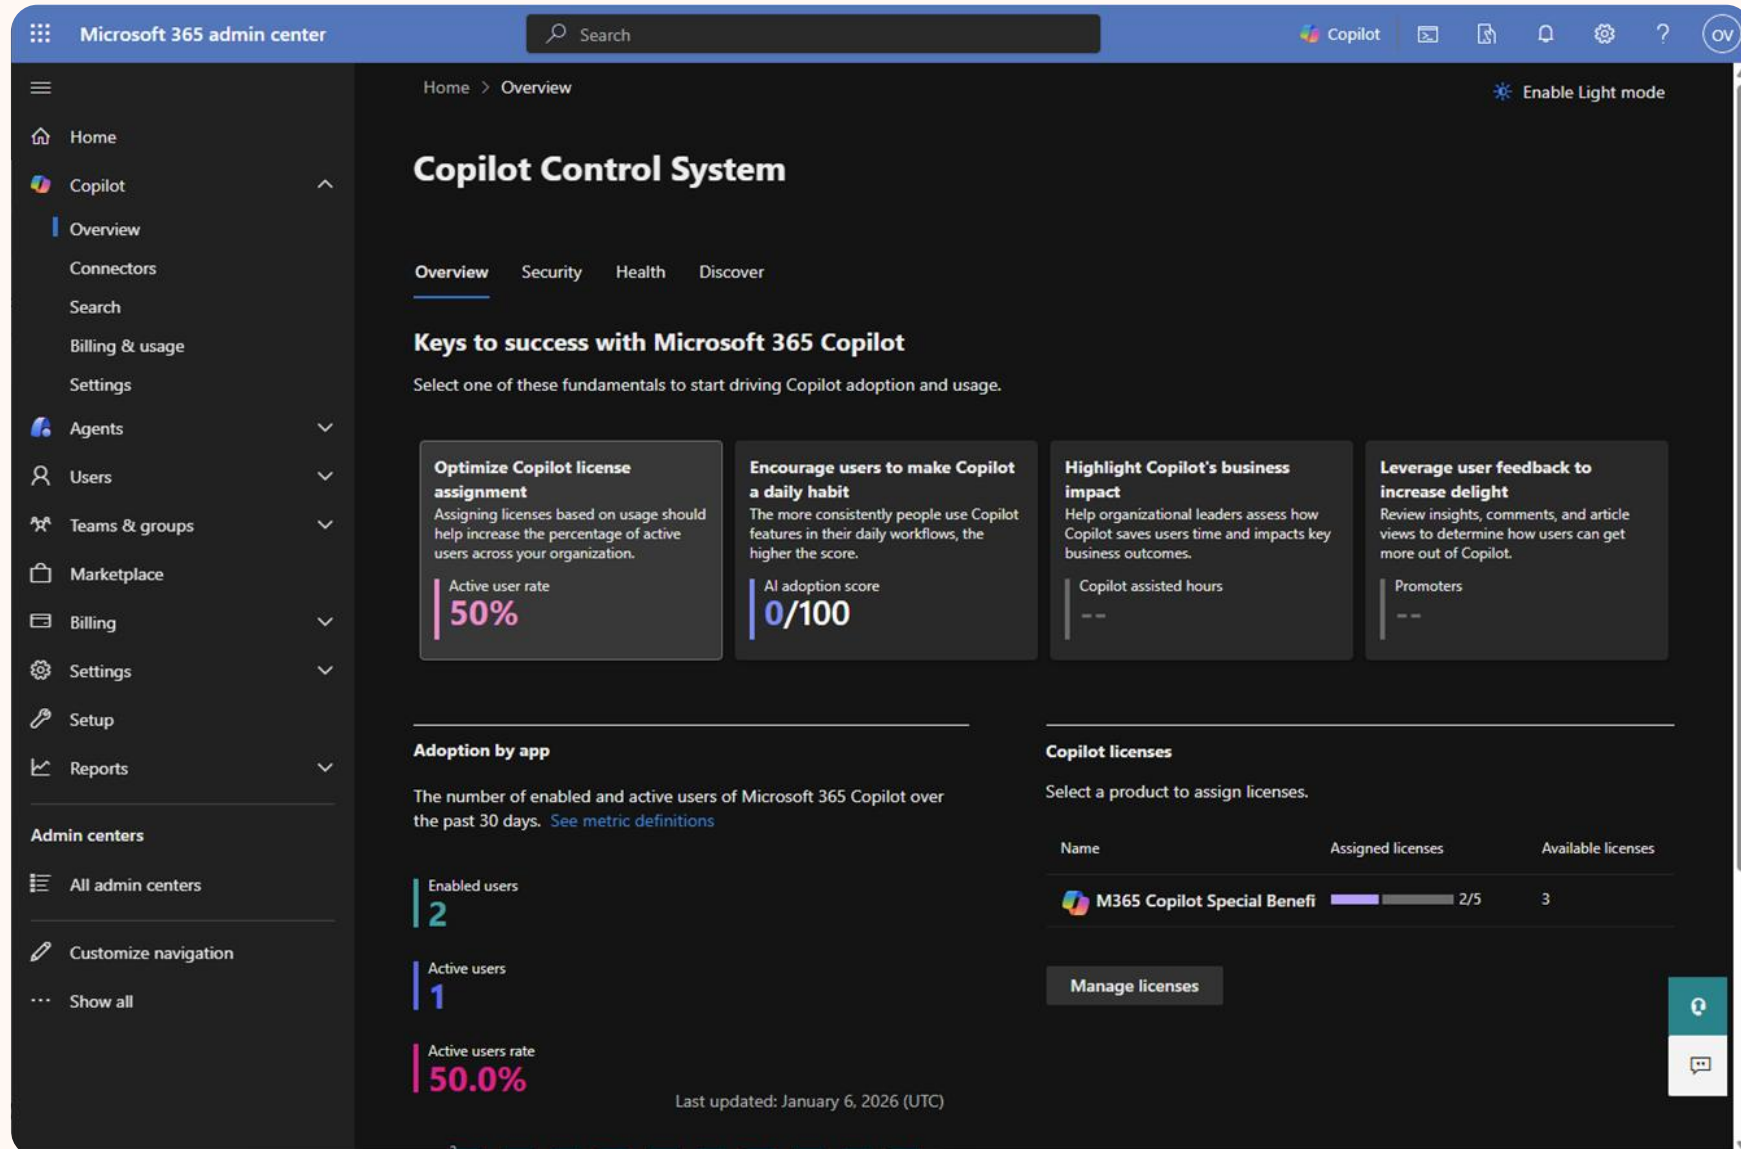 Microsoft 365 admin center
Search
Copilot
?
OV
Home
Copilot
Overview
Connectors
Search
Billing & usage
Settings
Agents
Users
Teams & groups
Marketplace
Billing
Settings
Setup
Reports
Admin centers
All admin centers
Customize navigation
Show all
Home > Overview
Enable Light mode
Copilot Control System
Overview Security Health Discover
Keys to success with Microsoft 365 Copilot
Select one of these fundamentals to start driving Copilot adoption and usage.
Optimize Copilot license
assignment
Assigning licenses based on usage should
help increase the percentage of active
users across your organization.
Active user rate
50%
Encourage users to make Copilot
a daily habit
The more consistently people use Copilot
features in their daily workflows, the
higher the score.
AI adoption score
0/100
Highlight Copilot's business
impact
Help organizational leaders assess how
Copilot saves users time and impacts key
business outcomes.
Copilot assisted hours
--
Leverage user feedback to
increase delight
Review insights, comments, and article
views to determine how users can get
more out of Copilot.
Promoters
--
Adoption by app
The number of enabled and active users of Microsoft 365 Copilot over
the past 30 days. See metric definitions
Enabled users
2
Active users
1
Active users rate
50.0%
Last updated: January 6, 2026 (UTC)
Copilot licenses
Select a product to assign licenses.
Name Assigned licenses Available licenses
M365 Copilot Special Benefi 2/5 3
Manage licenses